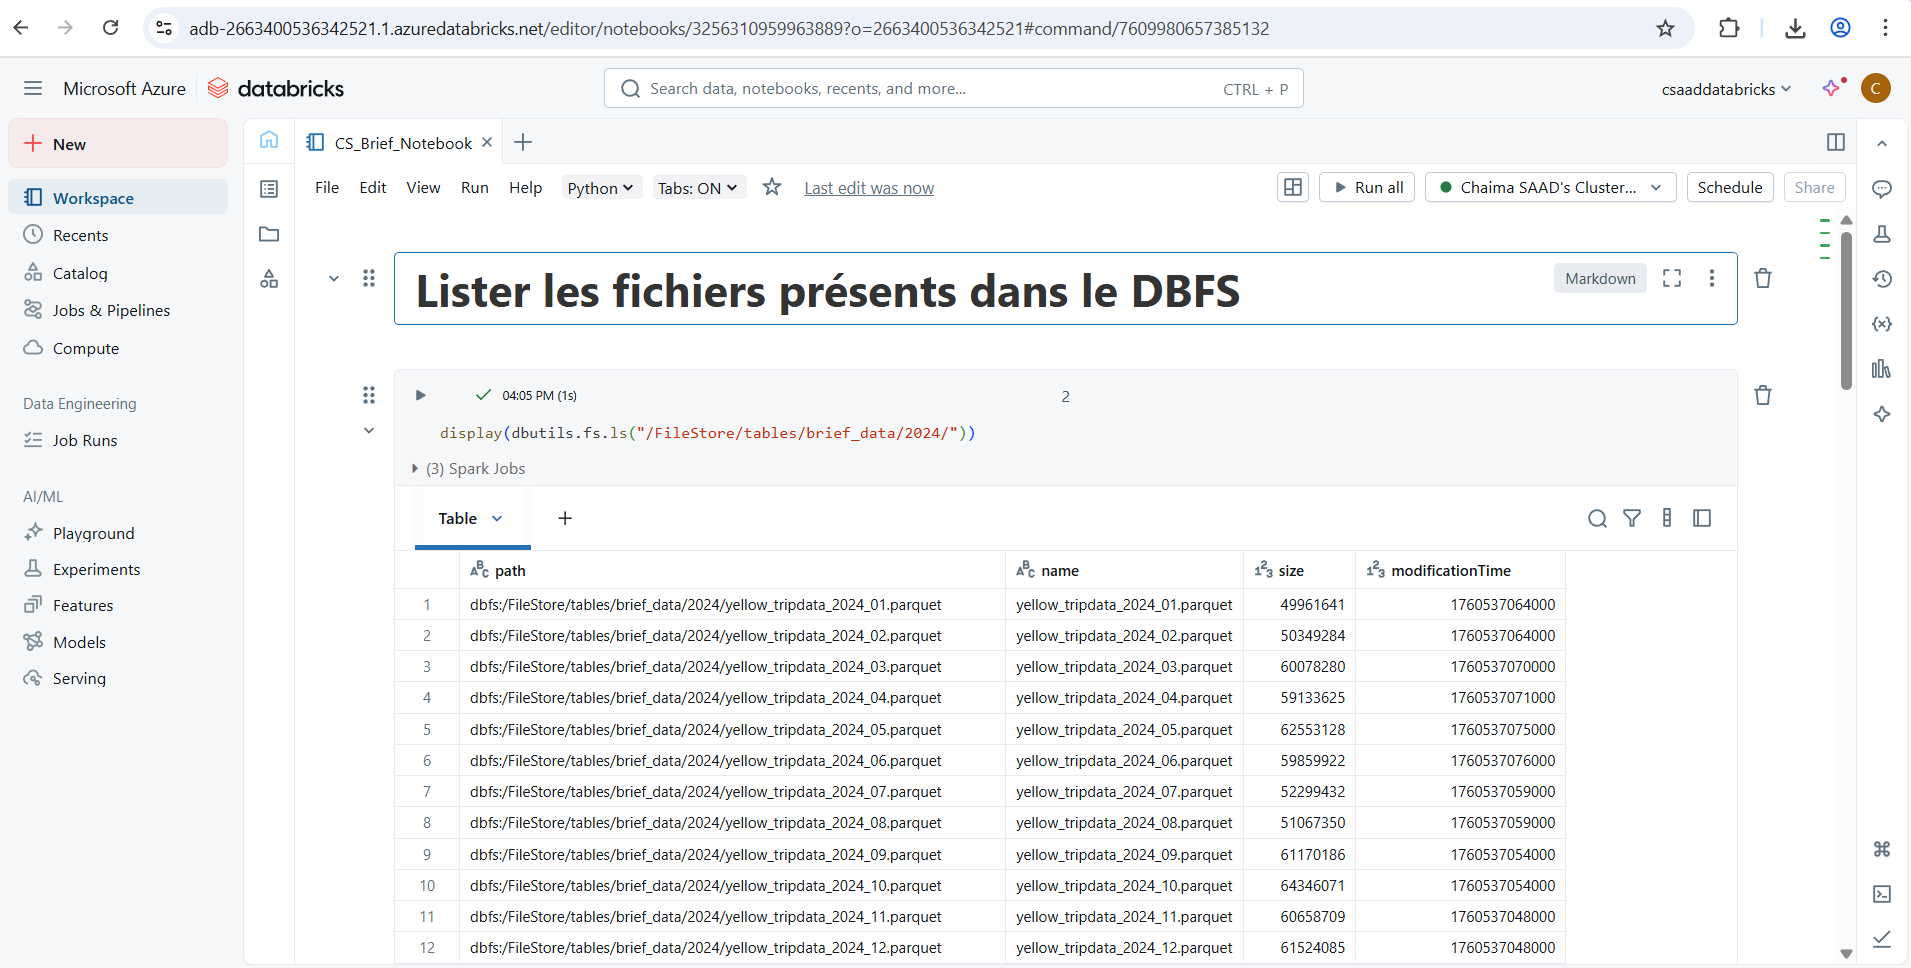 adb-2663400536342521.1.azuredatabricks.net/editor/notebooks/3256310959963889?o=2663400536342521#command/7609980657385132
Microsoft Azure databricks
Search data, notebooks, recents, and more... CTRL + P
csaaddatabricks C
New
CS_Brief_Notebook
Workspace
File Edit View Run Help Python Tabs: ON Last edit was now Run all Chaima SAAD's Cluster... Schedule Share
Recents
Catalog
Jobs & Pipelines
Compute
Data Engineering
Job Runs
AI/ML
Playground
Experiments
Features
Models
Serving
Lister les fichiers présents dans le DBFS
Markdown
04:05 PM (1s) 2
display(dbutils.fs.ls("/FileStore/tables/brief_data/2024/"))
(3) Spark Jobs
Table
path name size modificationTime
1 dbfs:/FileStore/tables/brief_data/2024/yellow_tripdata_2024_01.parquet yellow_tripdata_2024_01.parquet 49961641 1760537064000
2 dbfs:/FileStore/tables/brief_data/2024/yellow_tripdata_2024_02.parquet yellow_tripdata_2024_02.parquet 50349284 1760537064000
3 dbfs:/FileStore/tables/brief_data/2024/yellow_tripdata_2024_03.parquet yellow_tripdata_2024_03.parquet 60078280 1760537070000
4 dbfs:/FileStore/tables/brief_data/2024/yellow_tripdata_2024_04.parquet yellow_tripdata_2024_04.parquet 59133625 1760537071000
5 dbfs:/FileStore/tables/brief_data/2024/yellow_tripdata_2024_05.parquet yellow_tripdata_2024_05.parquet 62553128 1760537075000
6 dbfs:/FileStore/tables/brief_data/2024/yellow_tripdata_2024_06.parquet yellow_tripdata_2024_06.parquet 59859922 1760537076000
7 dbfs:/FileStore/tables/brief_data/2024/yellow_tripdata_2024_07.parquet yellow_tripdata_2024_07.parquet 52299432 1760537059000
8 dbfs:/FileStore/tables/brief_data/2024/yellow_tripdata_2024_08.parquet yellow_tripdata_2024_08.parquet 51067350 1760537059000
9 dbfs:/FileStore/tables/brief_data/2024/yellow_tripdata_2024_09.parquet yellow_tripdata_2024_09.parquet 61170186 1760537054000
10 dbfs:/FileStore/tables/brief_data/2024/yellow_tripdata_2024_10.parquet yellow_tripdata_2024_10.parquet 64346071 1760537054000
11 dbfs:/FileStore/tables/brief_data/2024/yellow_tripdata_2024_11.parquet yellow_tripdata_2024_11.parquet 60658709 1760537048000
12 dbfs:/FileStore/tables/brief_data/2024/yellow_tripdata_2024_12.parquet yellow_tripdata_2024_12.parquet 61524085 1760537048000